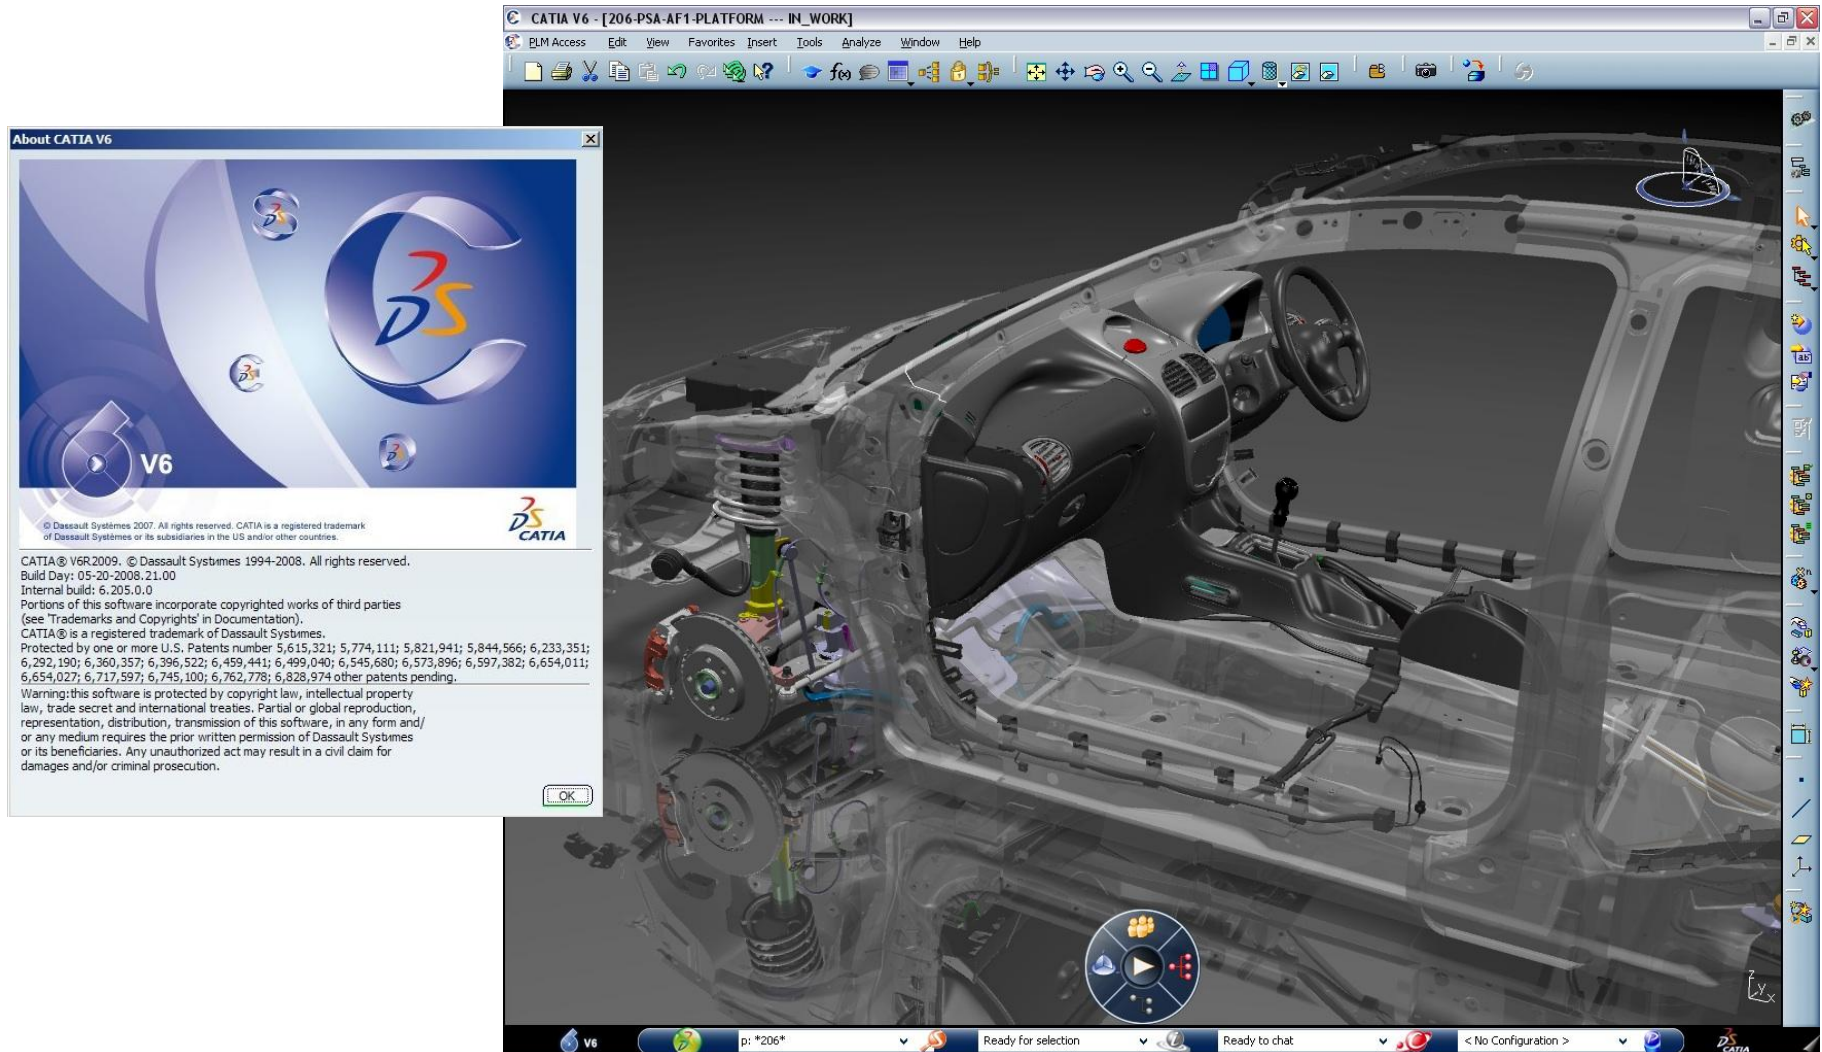 CATIA V6 - [206-PSA-AF1-PLATFORM --- IN_WORK]
PLM Access Edit View Favorites Insert Tools Analyze Window Help
About CATIA V6
V6
© Dassault Systèmes 2007. All rights reserved. CATIA is a registered trademark
of Dassault Systèmes or its subsidiaries in the US and/or other countries.
CATIA
CATIA® V6R2009. © Dassault Systиmes 1994-2008. All rights reserved.
Build Day: 05-20-2008.21.00
Internal build: 6.205.0.0
Portions of this software incorporate copyrighted works of third parties
(see 'Trademarks and Copyrights' in Documentation).
CATIA® is a registered trademark of Dassault Systиmes.
Protected by one or more U.S. Patents number 5,615,321; 5,774,111; 5,821,941; 5,844,566; 6,233,351;
6,292,190; 6,360,357; 6,396,522; 6,459,441; 6,499,040; 6,545,680; 6,573,896; 6,597,382; 6,654,011;
6,654,027; 6,717,597; 6,745,100; 6,762,778; 6,828,974 other patents pending.
Warning:this software is protected by copyright law, intellectual property
law, trade secret and international treaties. Partial or global reproduction,
representation, distribution, transmission of this software, in any form and/
or any medium requires the prior written permission of Dassault Systиmes
or its beneficiaries. Any unauthorized act may result in a civil claim for
damages and/or criminal prosecution.
OK
z
y
x
V6
p: *206*
Ready for selection
Ready to chat
< No Configuration >
CATIA